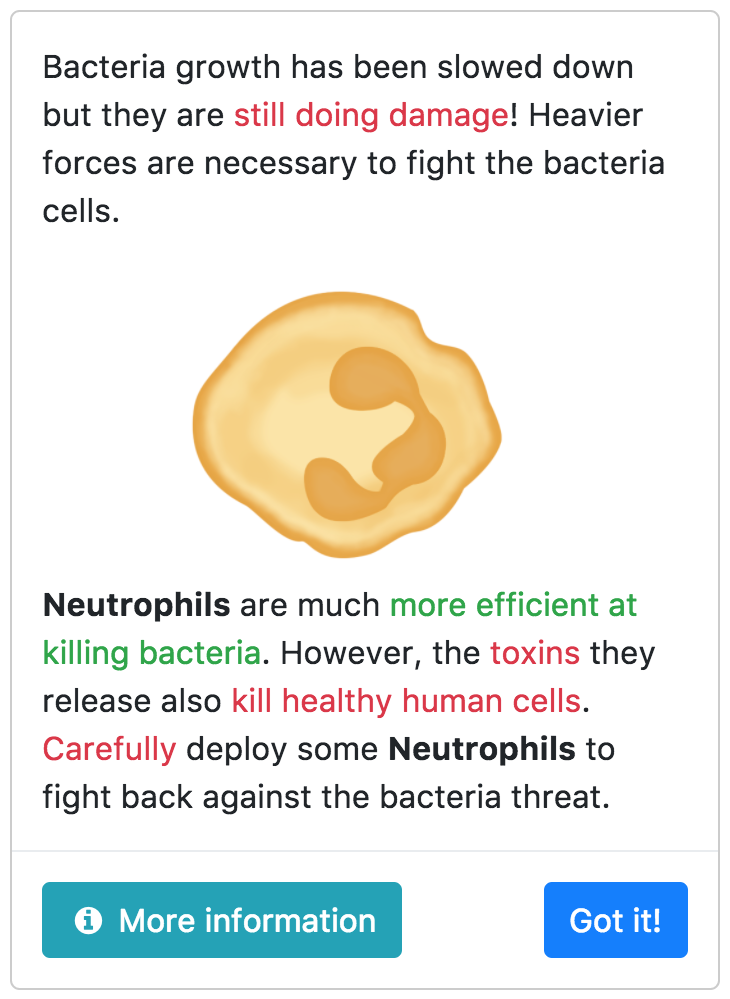 Bacteria growth has been slowed down
but they are still doing damage! Heavier
forces are necessary to fight the bacteria
cells.
Neutrophils are much more efficient at
killing bacteria. However, the toxins they
release also kill healthy human cells.
Carefully deploy some Neutrophils to
fight back against the bacteria threat.
More information
Got it!